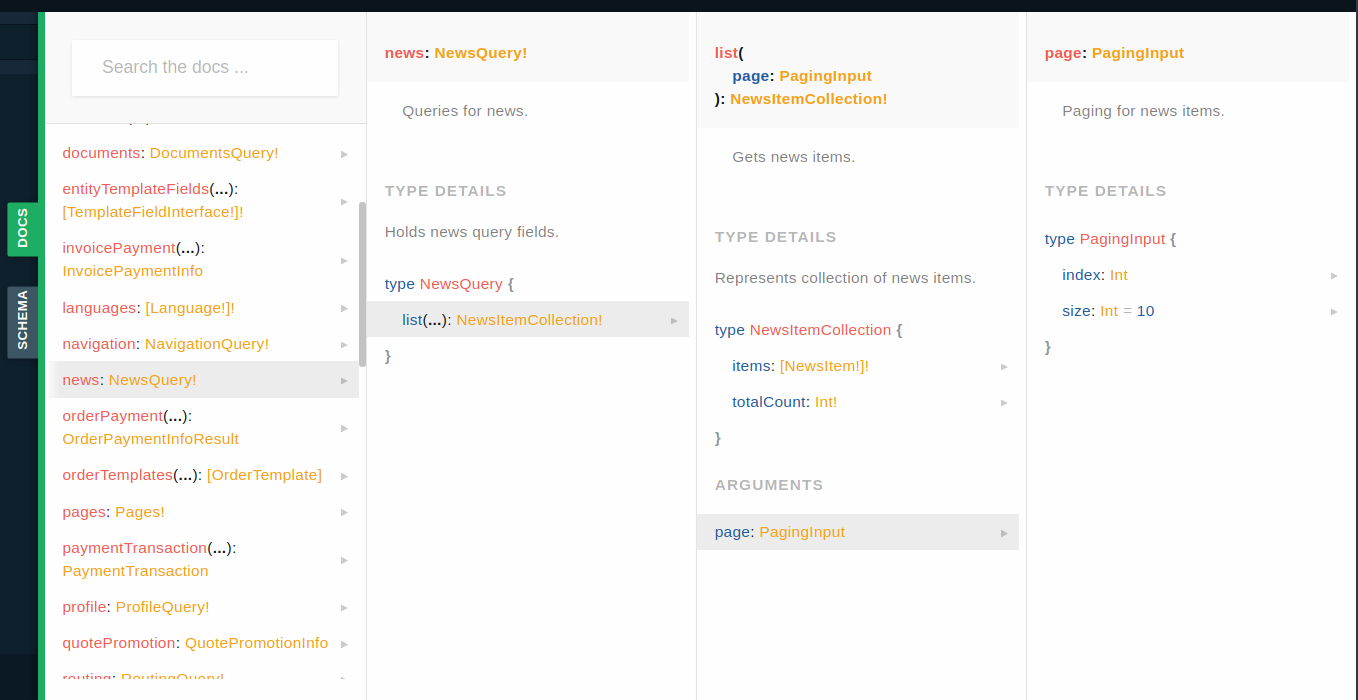 Search the docs ...
documents: DocumentsQuery!
entityTemplateFields(...):
[TemplateFieldInterface!]!
invoicePayment(...):
InvoicePaymentInfo
languages: [Language!]!
navigation: NavigationQuery!
news: NewsQuery!
orderPayment(...):
OrderPaymentInfoResult
orderTemplates(...): [OrderTemplate]
pages: Pages!
paymentTransaction(...):
PaymentTransaction
profile: ProfileQuery!
quotePromotion: QuotePromotionInfo
routing: RoutingQuery!
DOCS
SCHEMA
news: NewsQuery!
Queries for news.
TYPE DETAILS
Holds news query fields.
type NewsQuery {
list(...): NewsItemCollection!
}
list(
page: PagingInput
): NewsItemCollection!
Gets news items.
TYPE DETAILS
Represents collection of news items.
type NewsItemCollection {
items: [NewsItem!]!
totalCount: Int!
}
ARGUMENTS
page: PagingInput
page: PagingInput
Paging for news items.
TYPE DETAILS
type PagingInput {
index: Int
size: Int = 10
}